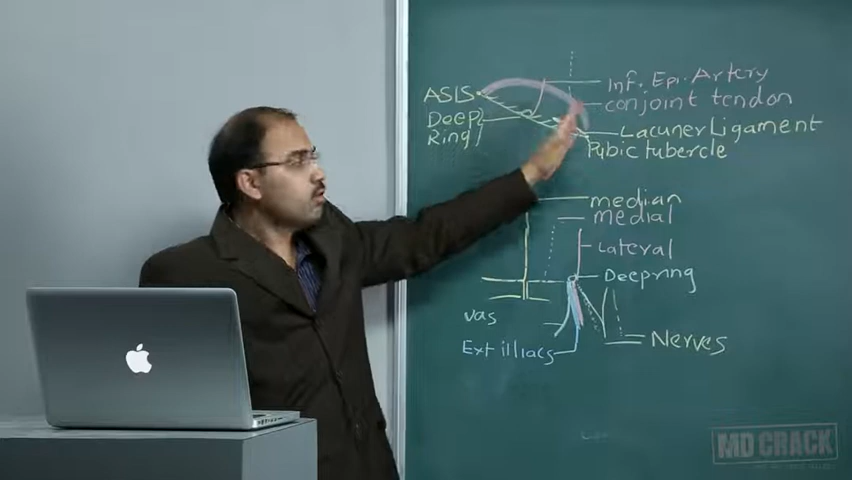 ASIS
Deep
Ring
Inf. Epi. Artery
conjoint tendon
Lacuner Ligament
Pybic tubercle
median
medial
Lateral
Deepring
vas
Ext illiacs
Nerves
MD CRACK